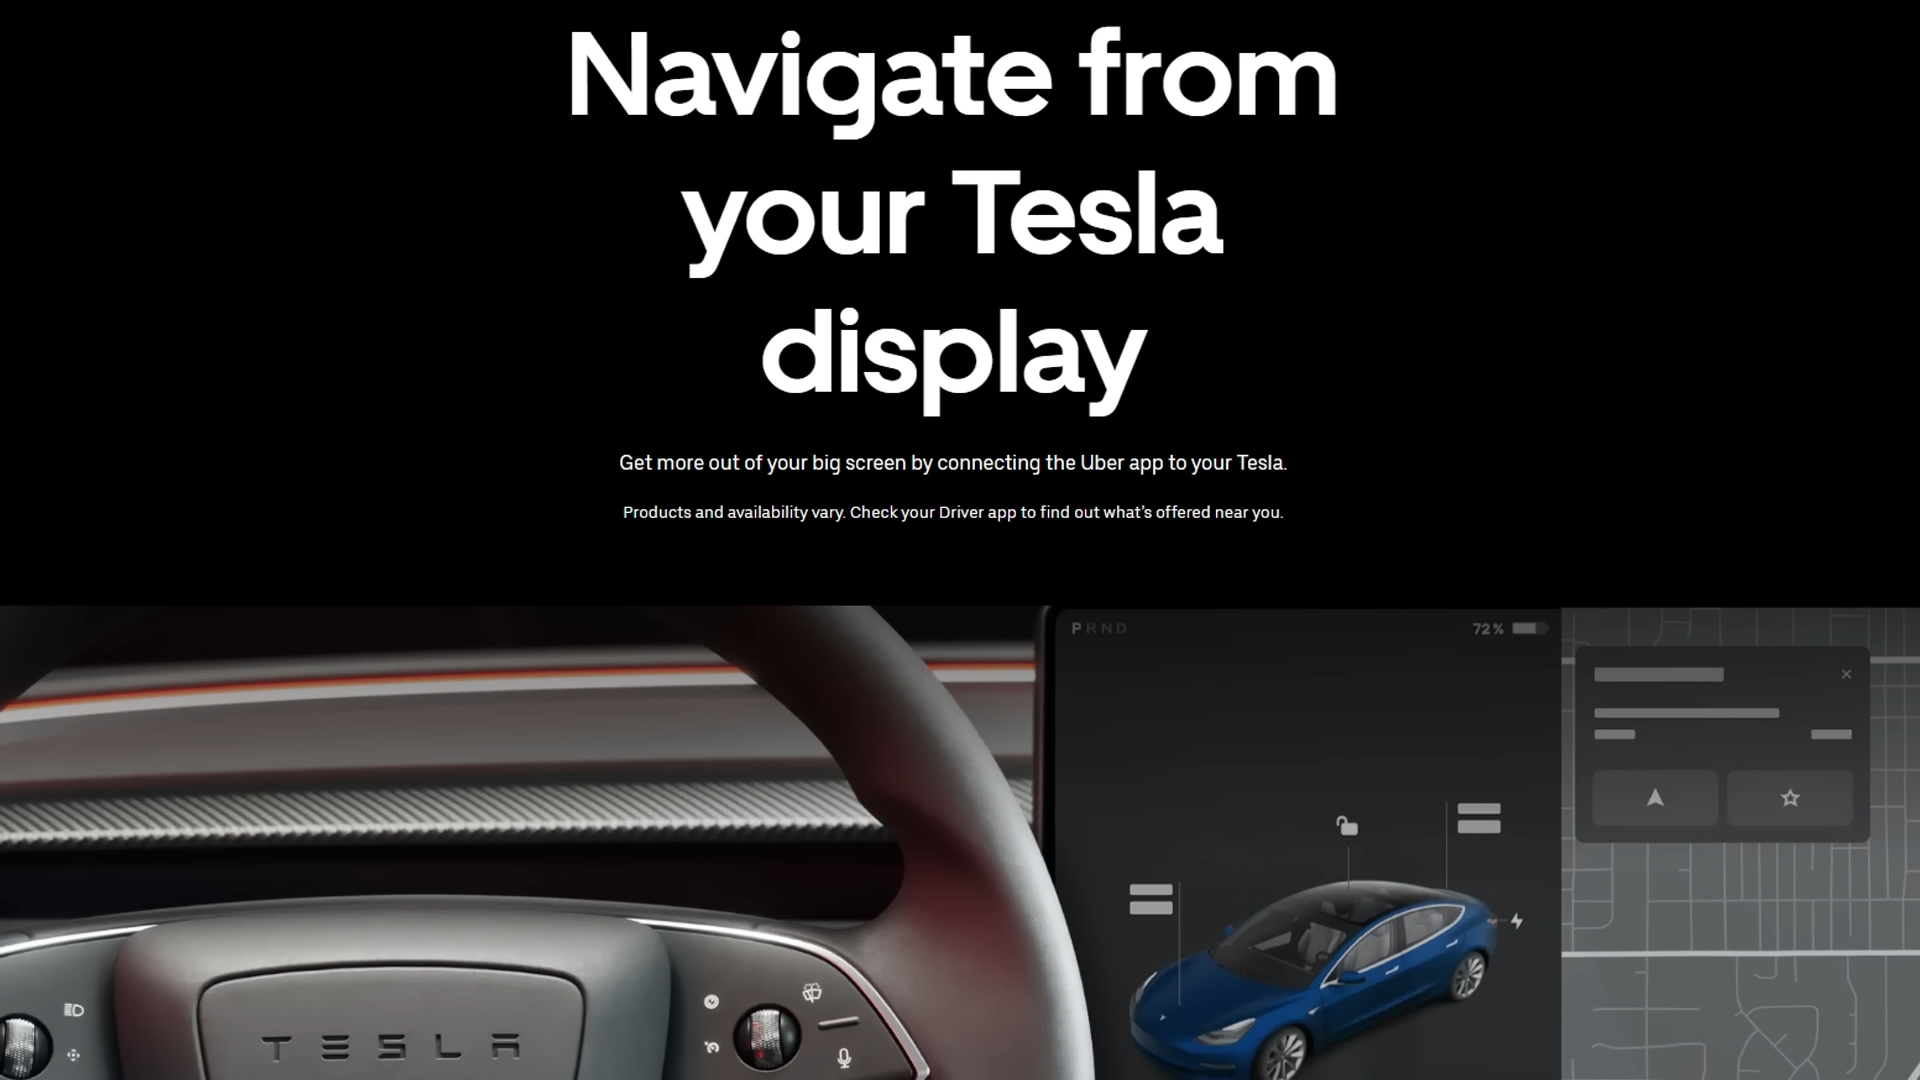 Navigate from
your Tesla
display
Get more out of your big screen by connecting the Uber app to your Tesla.
Products and availability vary. Check your Driver app to find out what's offered near you.
PRND
72%
TESLA